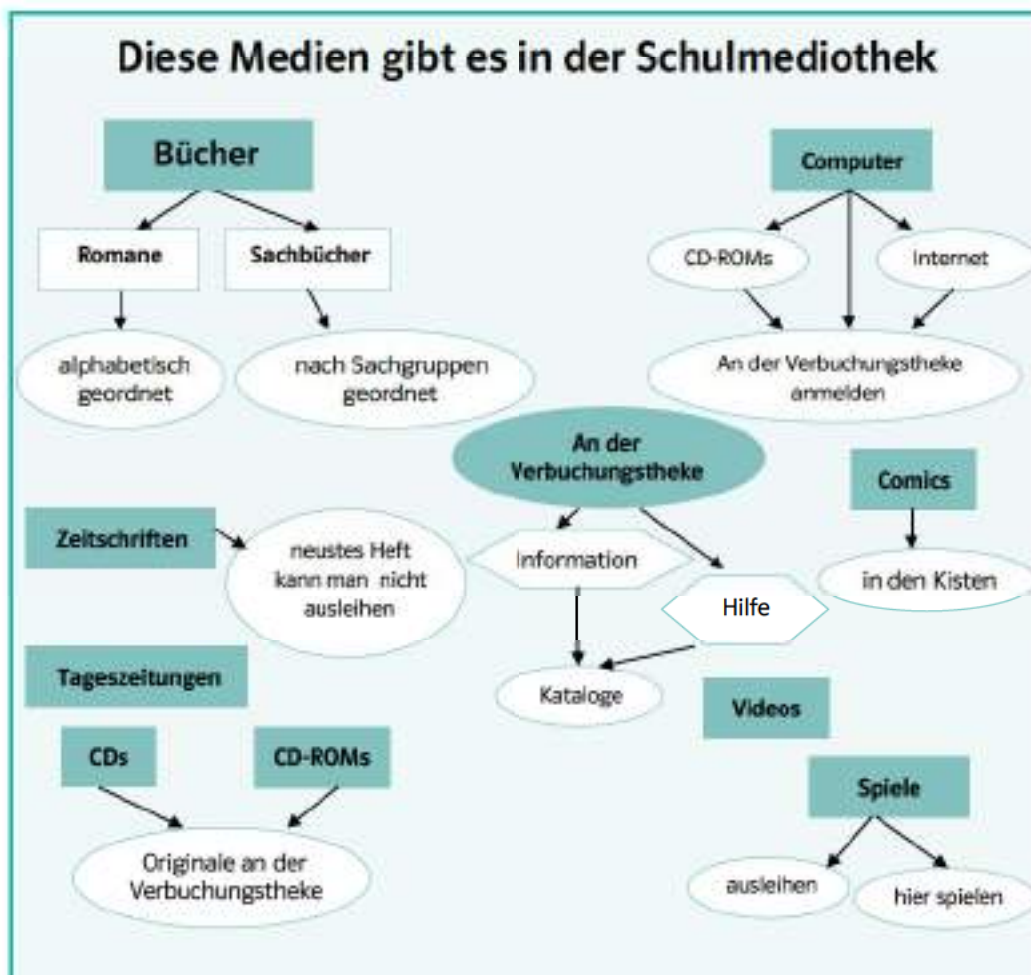 Diese Medien gibt es in der Schulmediothek
Bücher
Computer
Romane
Sachbücher
CD-ROMs
Internet
alphabetisch
geordnet
nach Sachgruppen
geordnet
An der Verbuchungstheke
anmelden
An der
Verbuchungstheke
Comics
Zeitschriften
neustes Heft
kann man nicht
ausleihen
Information
in den Kisten
Hilfe
Tageszeitungen
Kataloge
Videos
CDs
CD-ROMs
Spiele
Originale an der
Verbuchungstheke
ausleihen
hier spielen